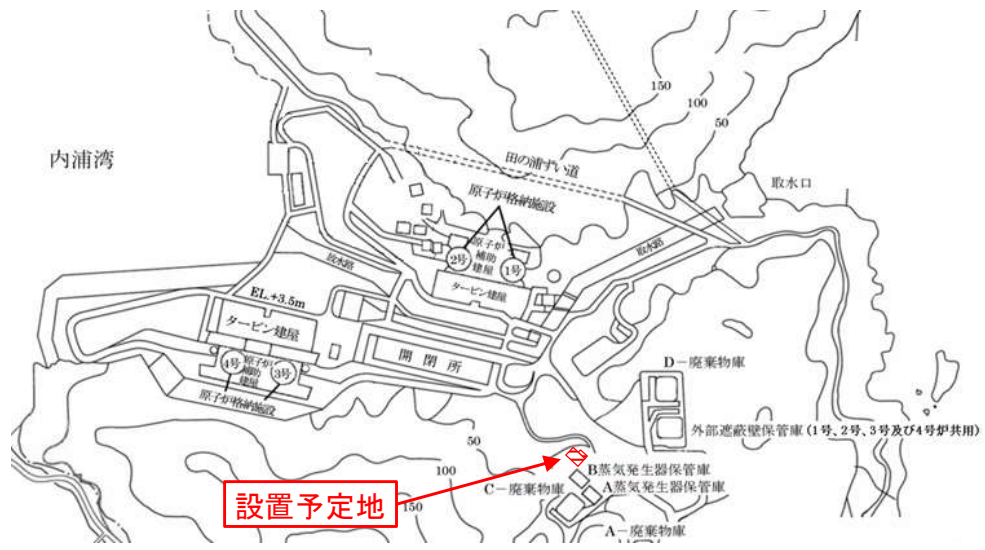 150
100
50
内浦湾
田の浦ずい道
取水口
原子炉格納施設
原子炉
補助
建屋
2号
1号
取水路
放水路
タービン建屋
EL.+3.5m
タービン建屋
開閉所
D－廃棄物庫
4号
原子炉
補助
建屋
3号
原子炉格納施設
外部遮蔽壁保管庫(1号、2号、3号及び4号炉共用)
50
B蒸気発生器保管庫
100
C－廃棄物庫
A蒸気発生器保管庫
設置予定地
150
A－廃棄物庫